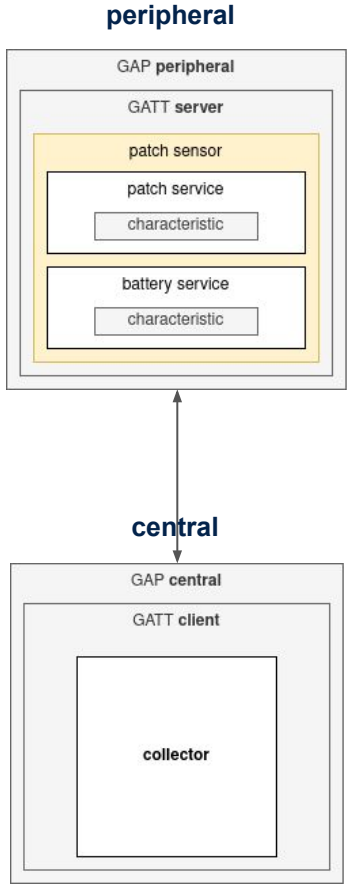 peripheral
GAP peripheral
GATT server
patch sensor
patch service
characteristic
battery service
characteristic
central
GAP central
GATT client
collector